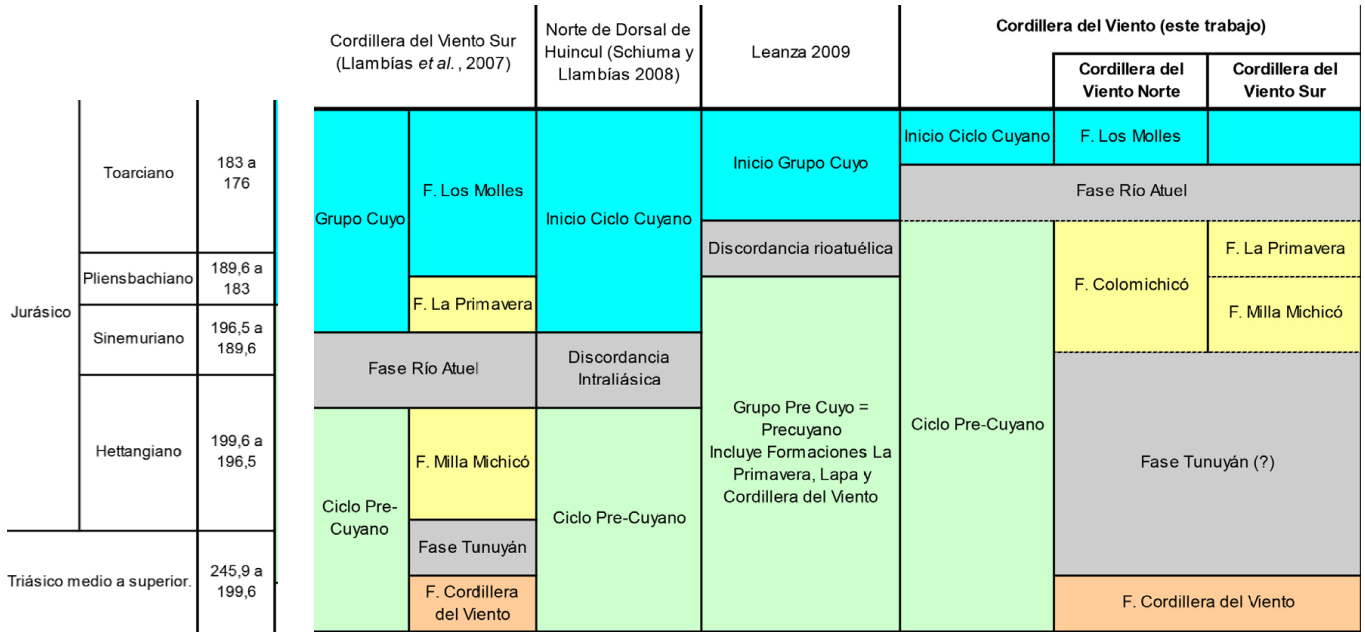 Cordillera del Viento Sur
(Llambías et al. , 2007)
Norte de Dorsal de
Huincul (Schiuma y
Llambías 2008)
Leanza 2009
Cordillera del Viento (este trabajo)
Cordillera del
Viento Norte
Cordillera del
Viento Sur
Jurásico
Toarciano
183 a
176
Pliensbachiano
189,6 a
183
Sinemuriano
196,5 a
189,6
Hettangiano
199,6 a
196,5
Triásico medio a superior.
245,9 a
199,6
Grupo Cuyo
F. Los Molles
F. La Primavera
Fase Río Atuel
Ciclo Pre-
Cuyano
F. Milla Michicó
Fase Tunuyán
F. Cordillera
del Viento
Inicio Ciclo Cuyano
Discordancia
Intraliásica
Ciclo Pre-Cuyano
Inicio Grupo Cuyo
Discordancia rioatuélica
Grupo Pre Cuyo =
Precuyano
Incluye Formaciones La
Primavera, Lapa y
Cordillera del Viento
Inicio Ciclo Cuyano
F. Los Molles
Fase Río Atuel
Ciclo Pre-Cuyano
F. Colomichicó
F. La Primavera
F. Milla Michicó
Fase Tunuyán (?)
F. Cordillera del Viento